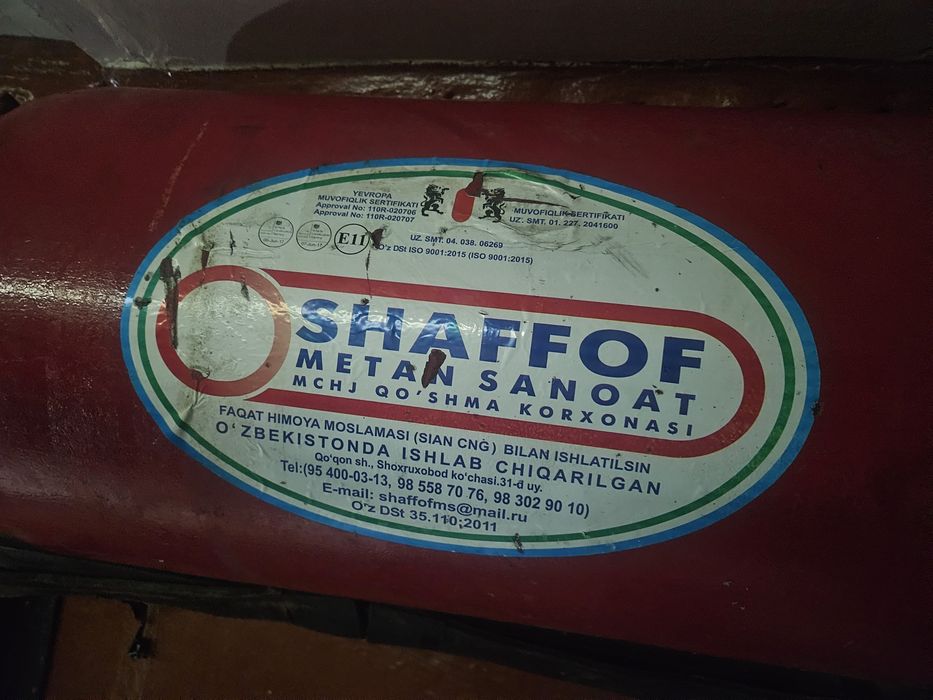 YEVROPA
MUVOFIQLIK SERTIFIKATI
Approval No: 110R-020706
Approval No: 110R-020707
MUVOFIQLIK SERTIFIKATI
UZ. SMT. 01. 227. 2041600
E11
UZ. SMT. 04. 038. 06269
O'z DSt ISO 9001:2015 (ISO 9001:2015)
SHAFFOF
METAN SANOAT
MCHJ QO'SHMA KORXONASI
FAQAT HIMOYA MOSLAMASI (SIAN CNG) BILAN ISHLATILSIN
O'ZBEKISTONDA ISHLAB CHIQARILGAN
Qo'qon sh., Shoxruxobod ko'chasi.31-d uy.
Tel:(95 400-03-13, 98 558 70 76, 98 302 90 10)
E-mail: shaffofms@mail.ru
O'z DSt 35.110:2011